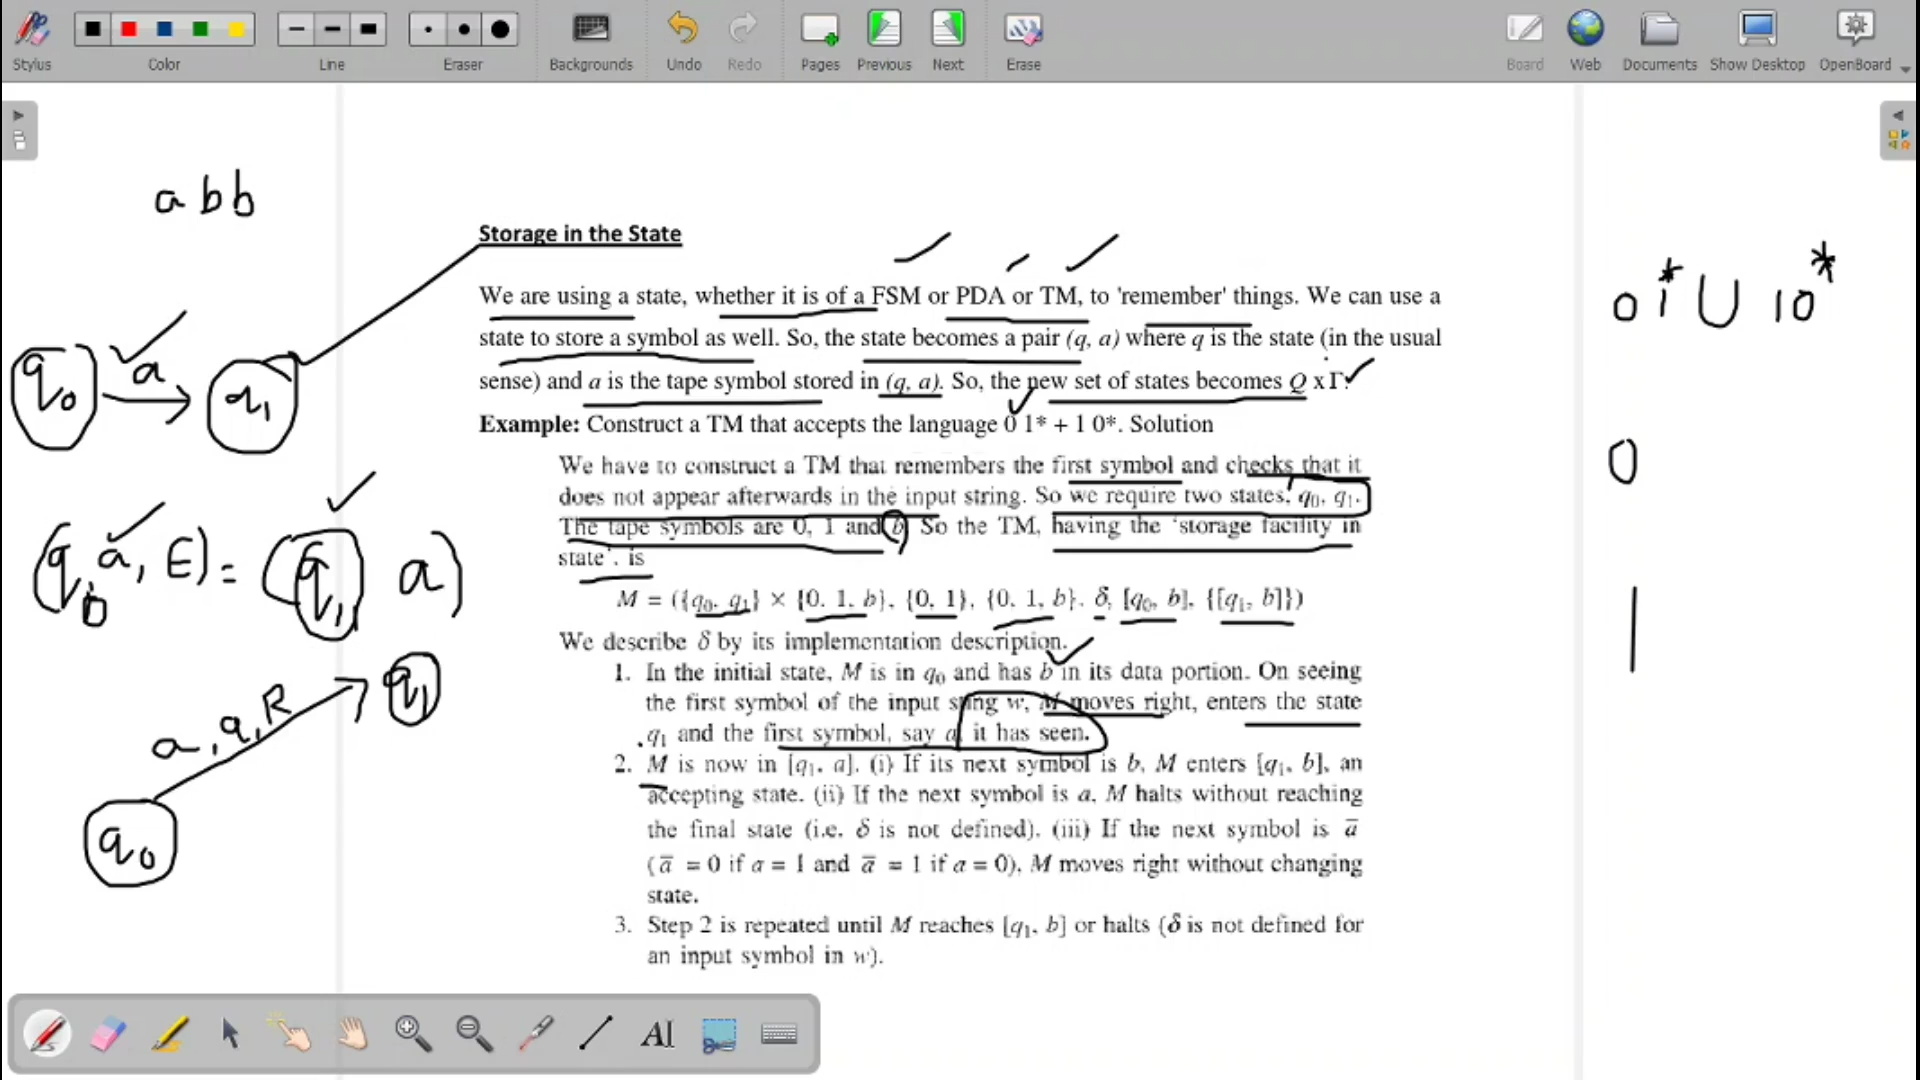 Stylus Color Line Eraser Backgrounds Undo Redo Pages Previous Next Erase Board Web Documents Show Desktop OpenBoard
abb
Storage in the State
We are using a state, whether it is of a FSM or PDA or TM, to 'remember' things. We can use a
state to store a symbol as well. So, the state becomes a pair (q, a) where q is the state (in the usual
sense) and a is the tape symbol stored in (q, a). So, the new set of states becomes Q x Γ.
Example: Construct a TM that accepts the language 0 1* + 1 0*. Solution
We have to construct a TM that remembers the first symbol and checks that it
does not appear afterwards in the input string. So we require two states, q₀, q₁.
The tape symbols are 0, 1 and b. So the TM, having the 'storage facility in
state', is
M = ({q₀, q₁} × {0, 1, b}, {0, 1}, {0, 1, b}, δ, [q₀, b], {[q₁, b]})
We describe δ by its implementation description.
1. In the initial state, M is in q₀ and has b in its data portion. On seeing
the first symbol of the input sting w, M moves right, enters the state
q₁ and the first symbol, say a, it has seen.
2. M is now in [q₁, a]. (i) If its next symbol is b, M enters [q₁, b], an
accepting state. (ii) If the next symbol is a, M halts without reaching
the final state (i.e. δ is not defined). (iii) If the next symbol is a̅
(a̅ = 0 if a = 1 and a̅ = 1 if a = 0), M moves right without changing
state.
3. Step 2 is repeated until M reaches [q₁, b] or halts (δ is not defined for
an input symbol in w).
q₀ a q₁
(q₀, a, E) = (q₁ a)
a, a, R q₁
q₀
01* U 10*
0
1
AI